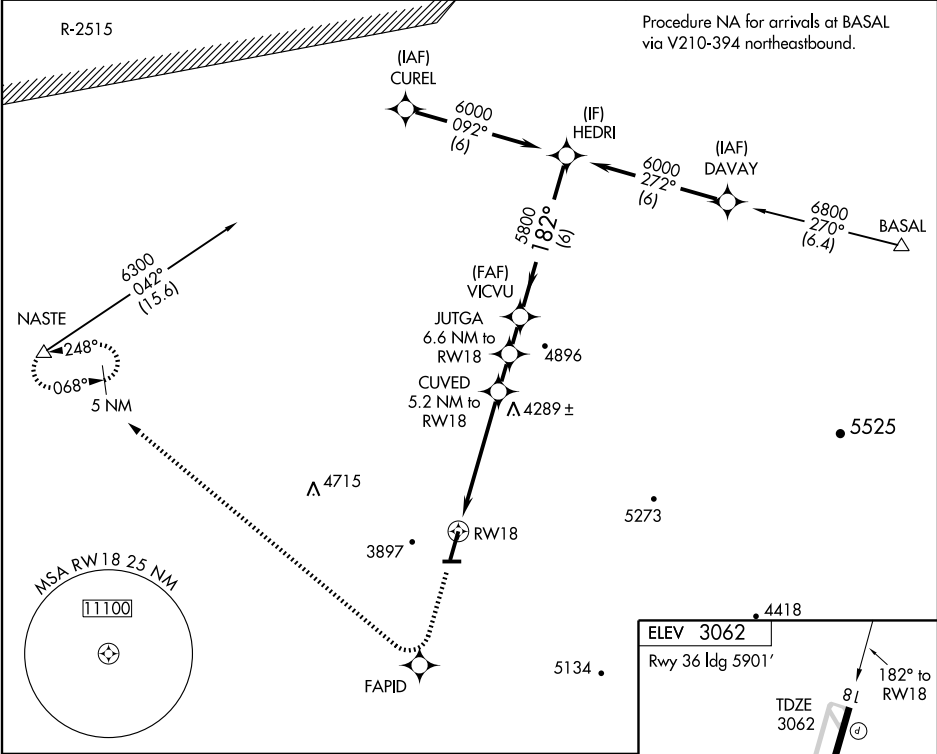 R-2515
Procedure NA for arrivals at BASAL
via V210-394 northeastbound.
(IAF)
CUREL
6000
092°
(6)
(IF)
HEDRI
(IAF)
DAVAY
6000
272°
(6)
6800
270°
(6.4)
BASAL
5800
182°
(6)
6300
042°
(15.6)
NASTE
248°
068°
5 NM
(FAF)
VICVU
JUTGA
6.6 NM to
RW18
4896
CUVED
5.2 NM to
RW18
4289 ±
5525
4715
5273
3897
RW18
MSA RW18 25 NM
11100
FAPID
5134
4418
ELEV 3062
Rwy 36 ldg 5901'
182° to
RW18
18
TDZE
3062
P